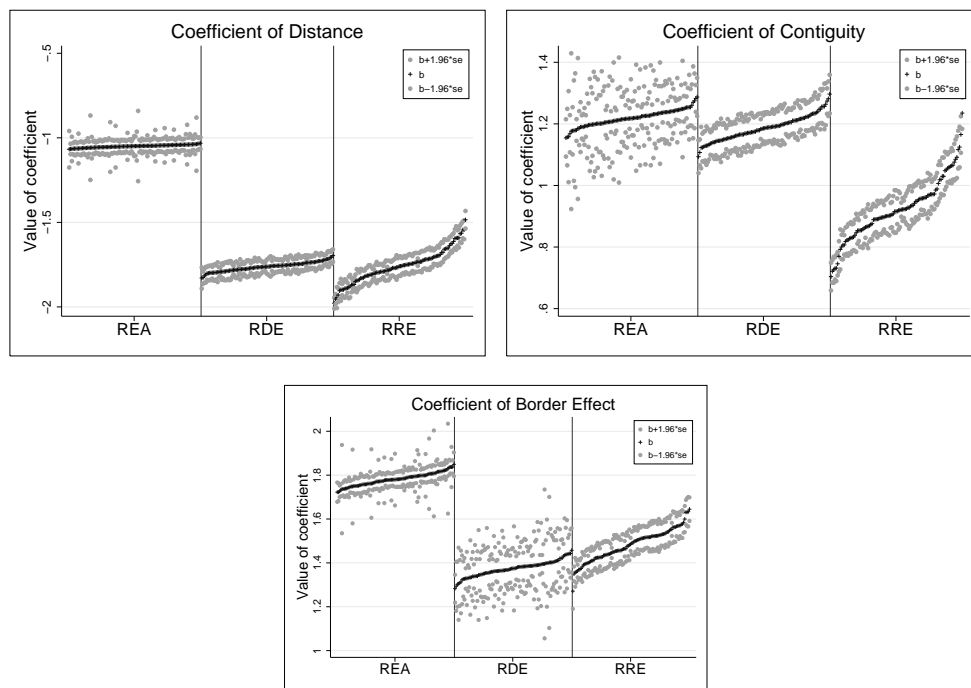 Coefficient of Distance
Value of coefficient
-.5
-1
-1.5
-2
b+1.96*se
b
b-1.96*se
REA
RDE
RRE
Coefficient of Contiguity
Value of coefficient
1.4
1.2
1
.8
.6
b+1.96*se
b
b-1.96*se
REA
RDE
RRE
Coefficient of Border Effect
Value of coefficient
2
1.8
1.6
1.4
1.2
1
b+1.96*se
b
b-1.96*se
REA
RDE
RRE